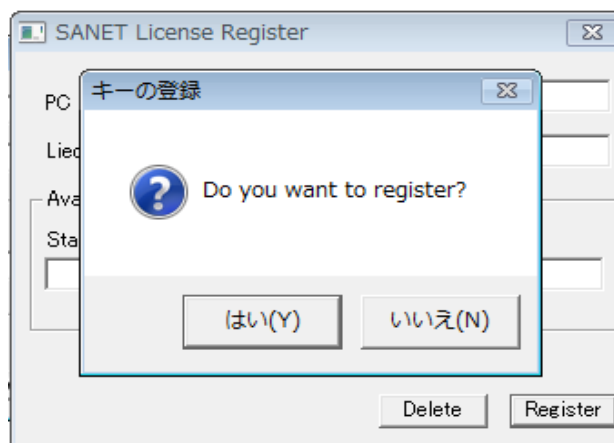 SANET License Register
キーの登録
PC
Do you want to register?
はい(Y)
いいえ(N)
Delete
Register